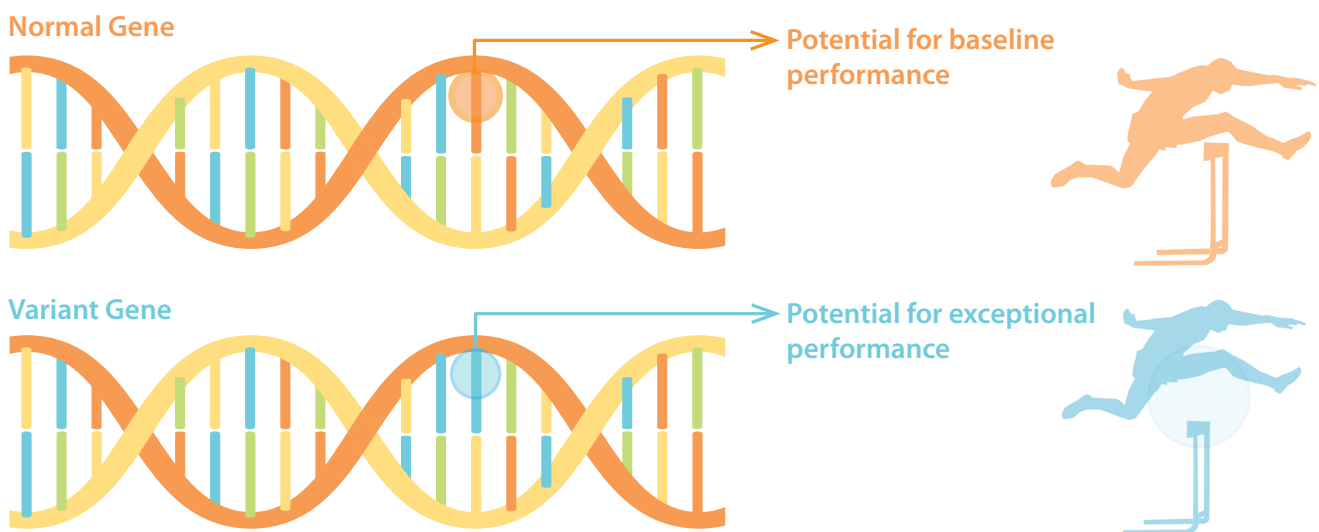 Normal Gene
Potential for baseline
performance
Variant Gene
Potential for exceptional
performance